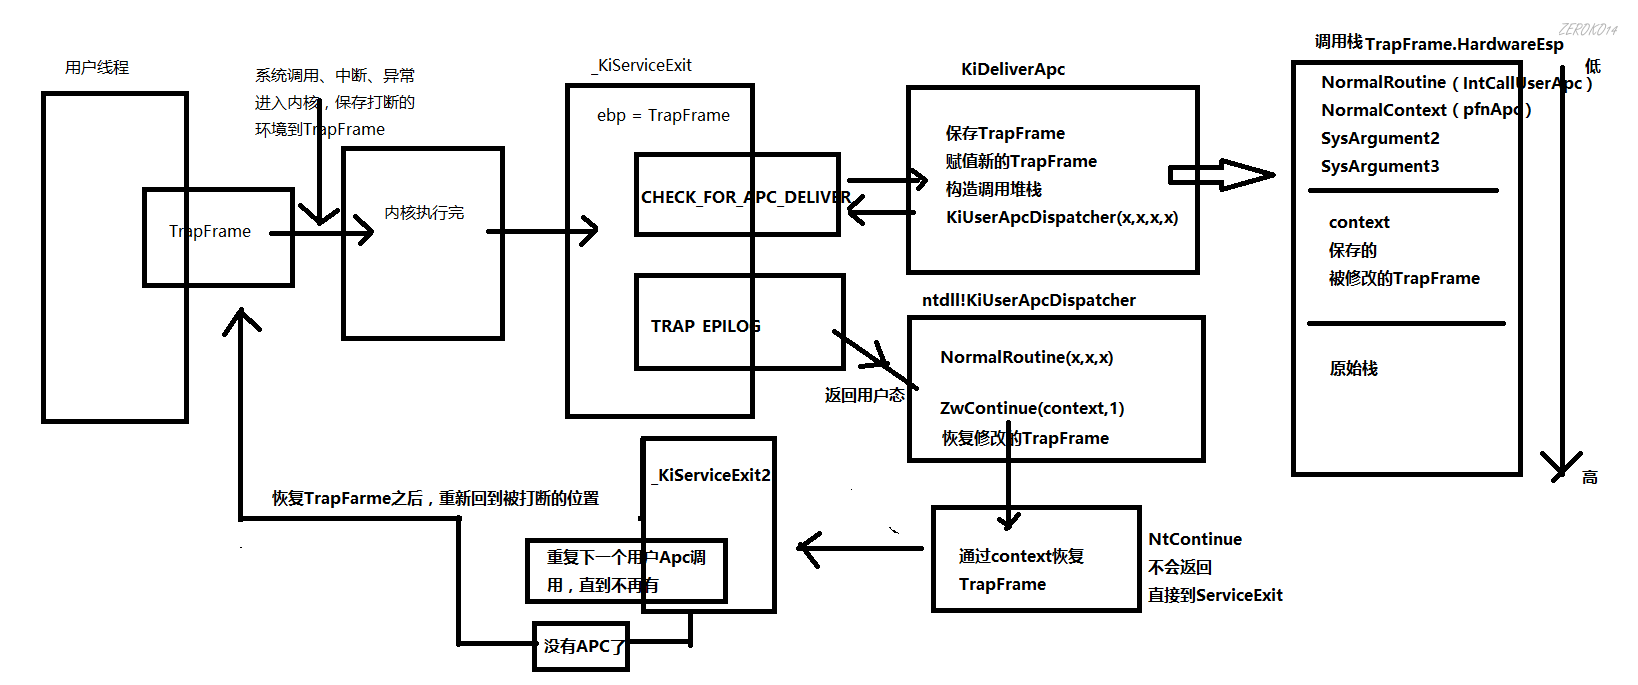 ZEROKO14
用户线程
系统调用、中断、异常
进入内核，保存打断的
环境到TrapFrame
TrapFrame
内核执行完
_KiServiceExit
ebp = TrapFrame
CHECK_FOR_APC_DELIVER
TRAP_EPILOG
KiDeliverApc
保存TrapFrame
赋值新的TrapFrame
构造调用堆栈
KiUserApcDispatcher(x,x,x,x)
调用栈TrapFrame.HardwareEsp
低
NormalRoutine（IntCallUserApc）
NormalContext（pfnApc）
SysArgument2
SysArgument3
context
保存的
被修改的TrapFrame
原始栈
高
ntdll!KiUserApcDispatcher
NormalRoutine(x,x,x)
ZwContinue(context,1)
恢复修改的TrapFrame
返回用户态
通过context恢复
TrapFrame
NtContinue
不会返回
直接到ServiceExit
_KiServiceExit2
重复下一个用户Apc调
用，直到不再有
没有APC了
恢复TrapFarme之后，重新回到被打断的位置